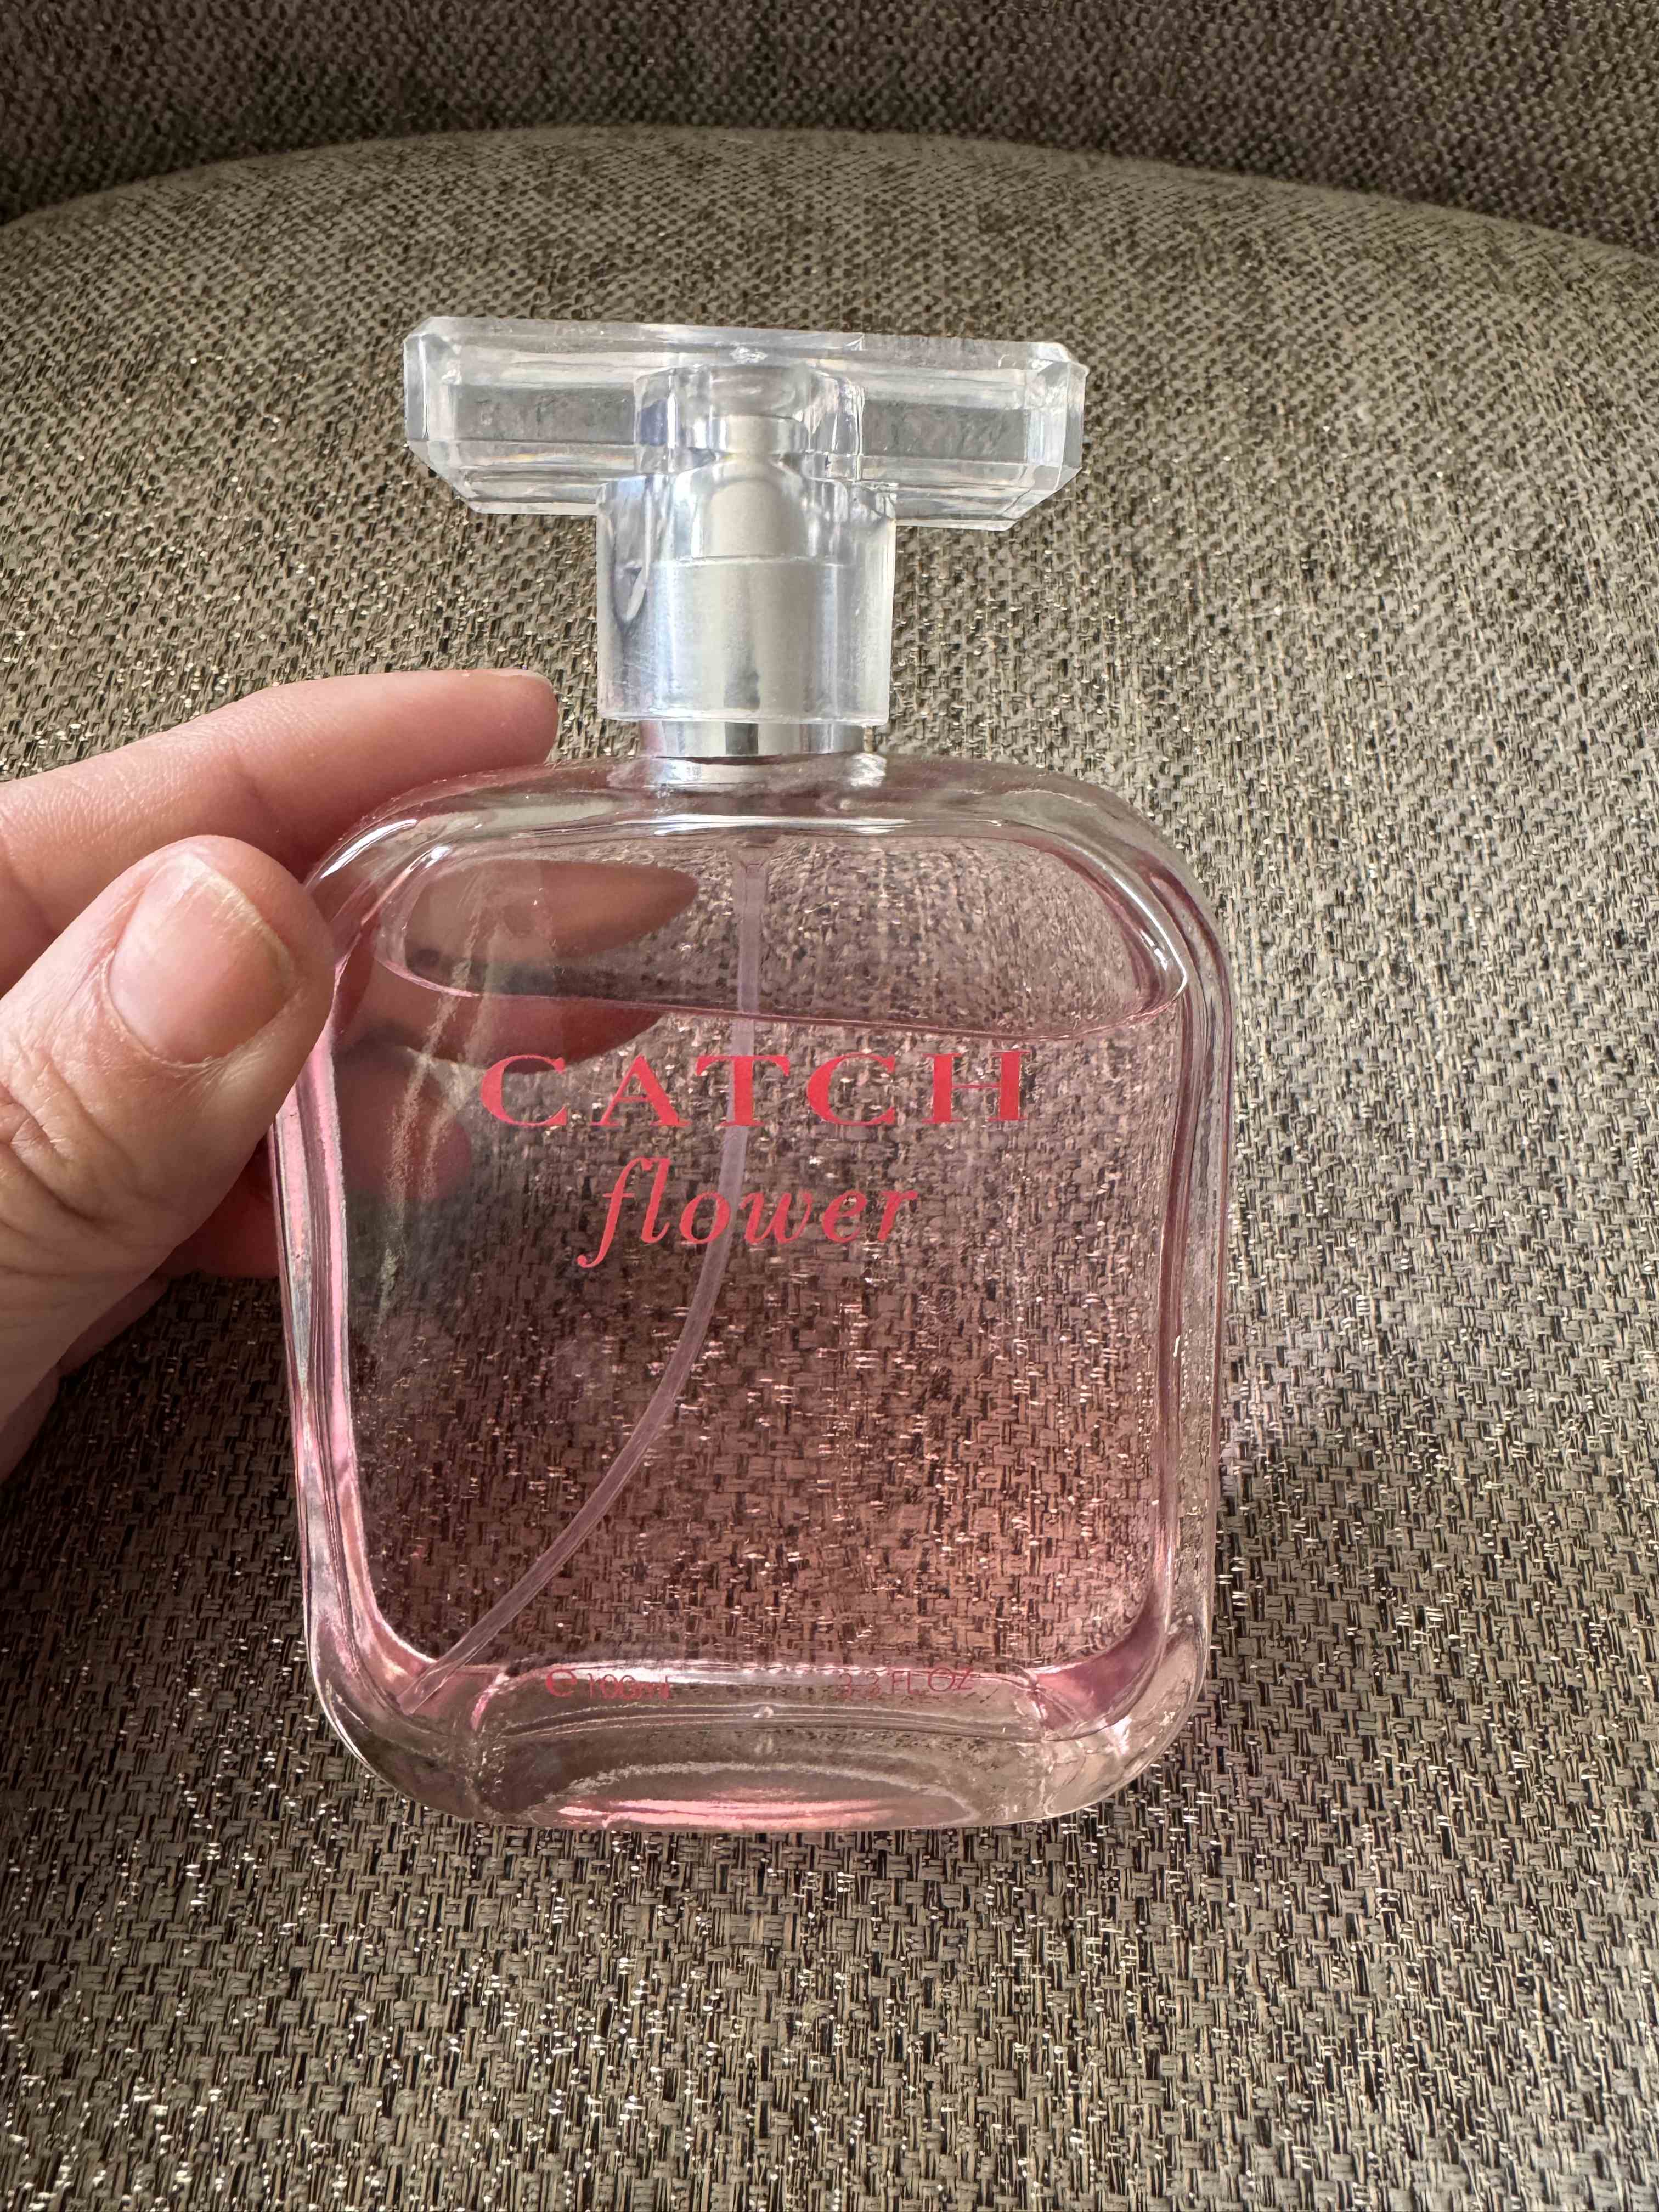 CATCH
flower
℮ 100ml 3.3 FL OZ